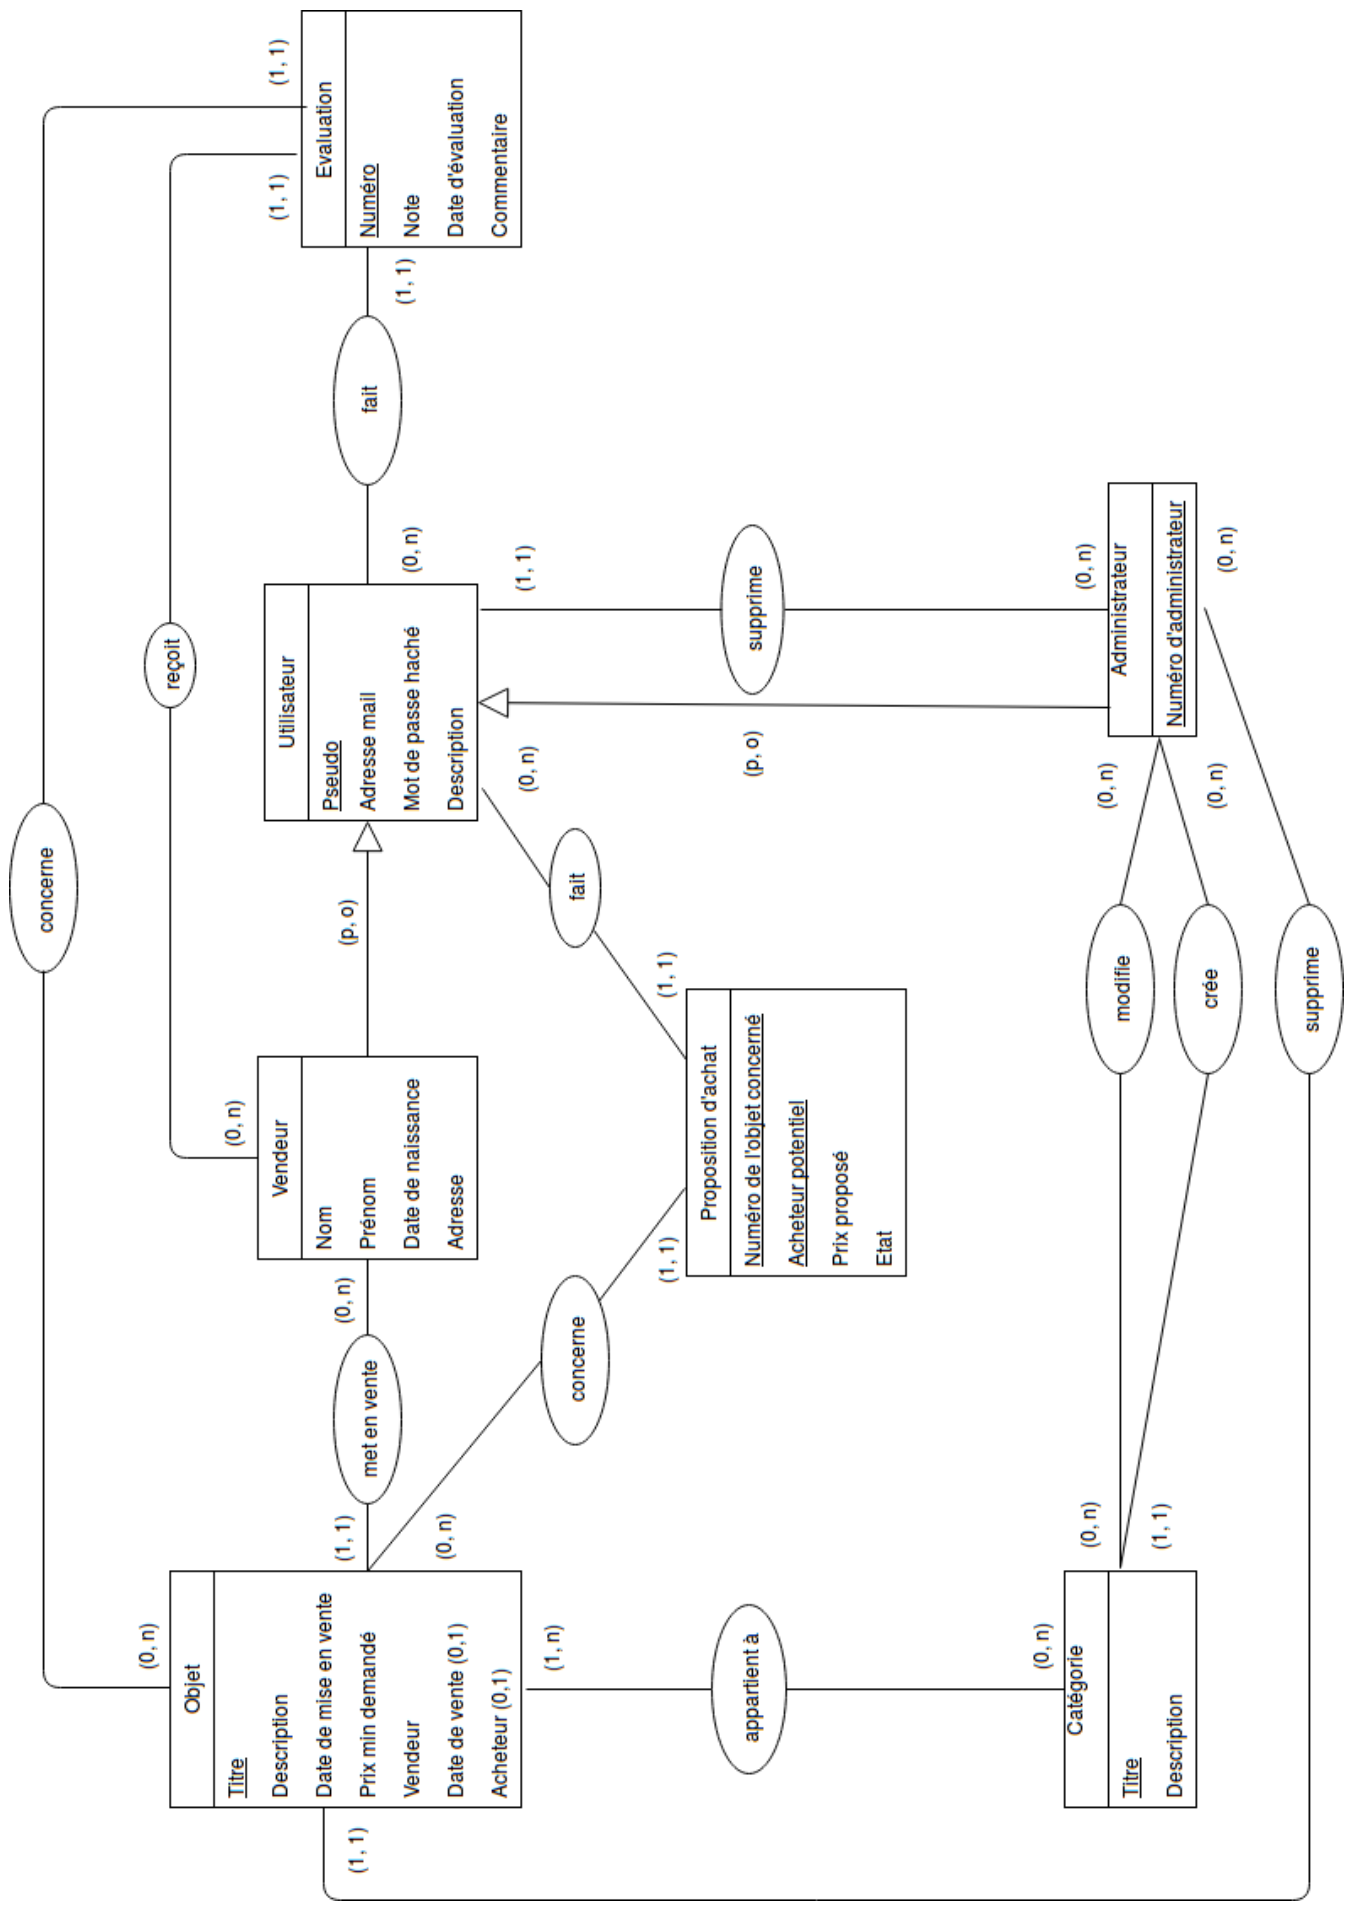 concerne
reçoit
(0, n)
Objet
Titre
Description
Date de mise en vente
Prix min demandé
Vendeur
Date de vente (0,1)
Acheteur (0,1)
(1, 1)
(1, 1)
met en vente
(0, n)
(0, n)
Vendeur
Nom
Prénom
Date de naissance
Adresse
(p, o)
Utilisateur
Pseudo
Adresse mail
Mot de passe haché
Description
(0, n)
fait
(1, 1)
(1, 1)
(1, 1)
Evaluation
Numéro
Note
Date d'évaluation
Commentaire
(0, n)
concerne
(1, 1)
Proposition d'achat
Numéro de l'objet concerné
Acheteur potentiel
Prix proposé
Etat
(1, 1)
fait
(0, n)
(1, 1)
supprime
(p, o)
(0, n)
Administrateur
Numéro d'administrateur
(1, n)
appartient à
(0, n)
Catégorie
Titre
Description
(0, n)
(1, 1)
modifie
crée
supprime
(0, n)
(0, n)
(0, n)